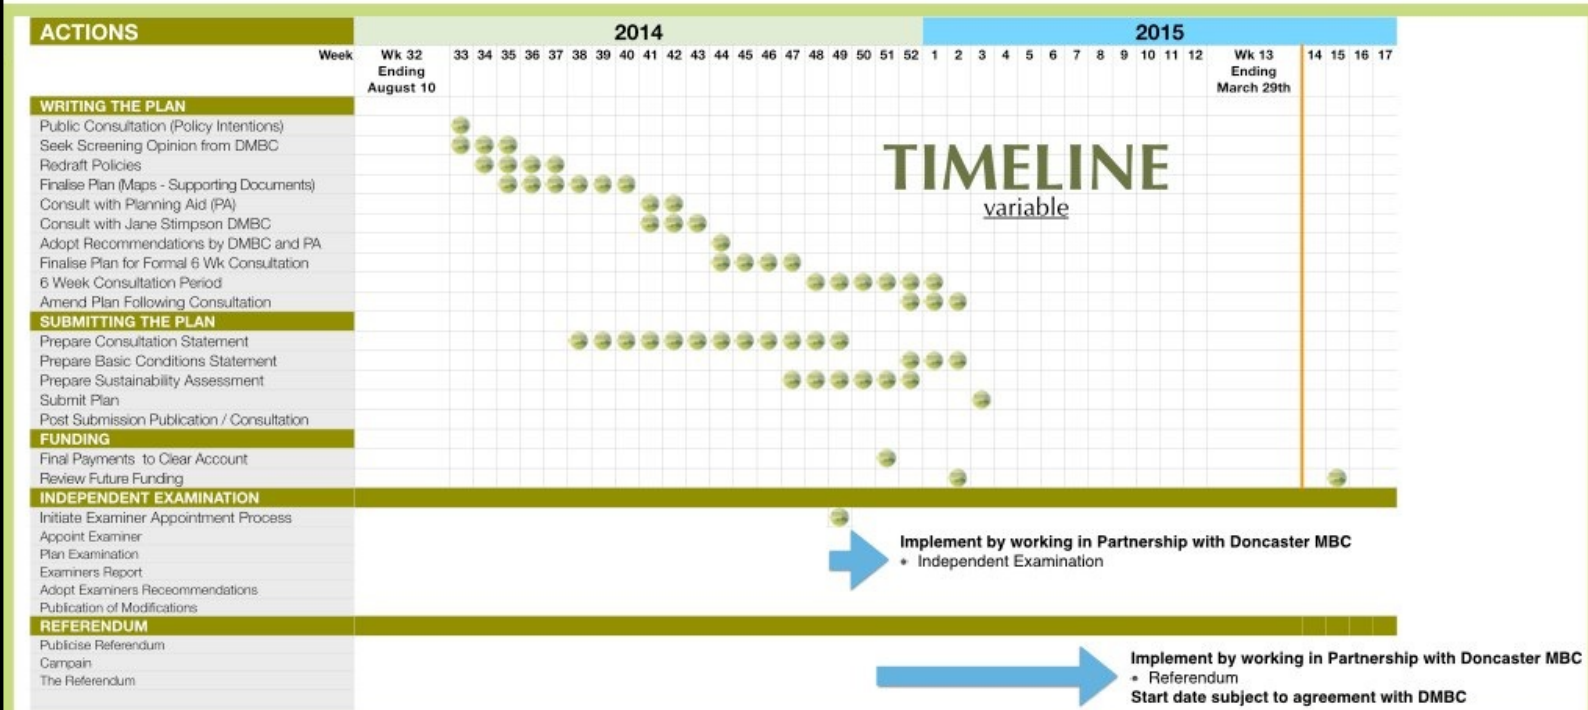 ACTIONS 2014 2015
Week Wk 32 33 34 35 36 37 38 39 40 41 42 43 44 45 46 47 48 49 50 51 52 1 2 3 4 5 6 7 8 9 10 11 12 Wk 13 14 15 16 17
Ending Ending
August 10 March 29th
WRITING THE PLAN
Public Consultation (Policy Intentions)
Seek Screening Opinion from DMBC
Redraft Policies
Finalise Plan (Maps - Supporting Documents)
Consult with Planning Aid (PA)
Consult with Jane Stimpson DMBC
Adopt Recommendations by DMBC and PA
Finalise Plan for Formal 6 Wk Consultation
6 Week Consultation Period
Amend Plan Following Consultation
TIMELINE
variable
SUBMITTING THE PLAN
Prepare Consultation Statement
Prepare Basic Conditions Statement
Prepare Sustainability Assessment
Submit Plan
Post Submission Publication / Consultation
FUNDING
Final Payments to Clear Account
Review Future Funding
INDEPENDENT EXAMINATION
Initiate Examiner Appointment Process
Appoint Examiner
Plan Examination
Examiners Report
Adopt Examiners Receommendations
Publication of Modifications
Implement by working in Partnership with Doncaster MBC
• Independent Examination
REFERENDUM
Publicise Referendum
Campain
The Referendum
Implement by working in Partnership with Doncaster MBC
• Referendum
Start date subject to agreement with DMBC